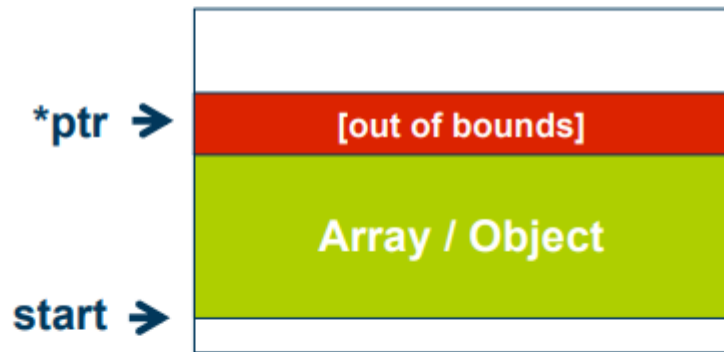 *ptr → [out of bounds]
Array / Object
start →